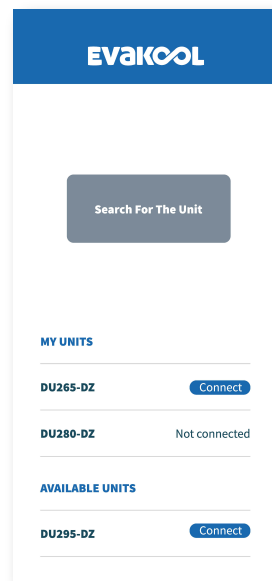 EVAKOOL
Search For The Unit
MY UNITS
DU265-DZ Connect
DU280-DZ Not connected
AVAILABLE UNITS
DU295-DZ Connect